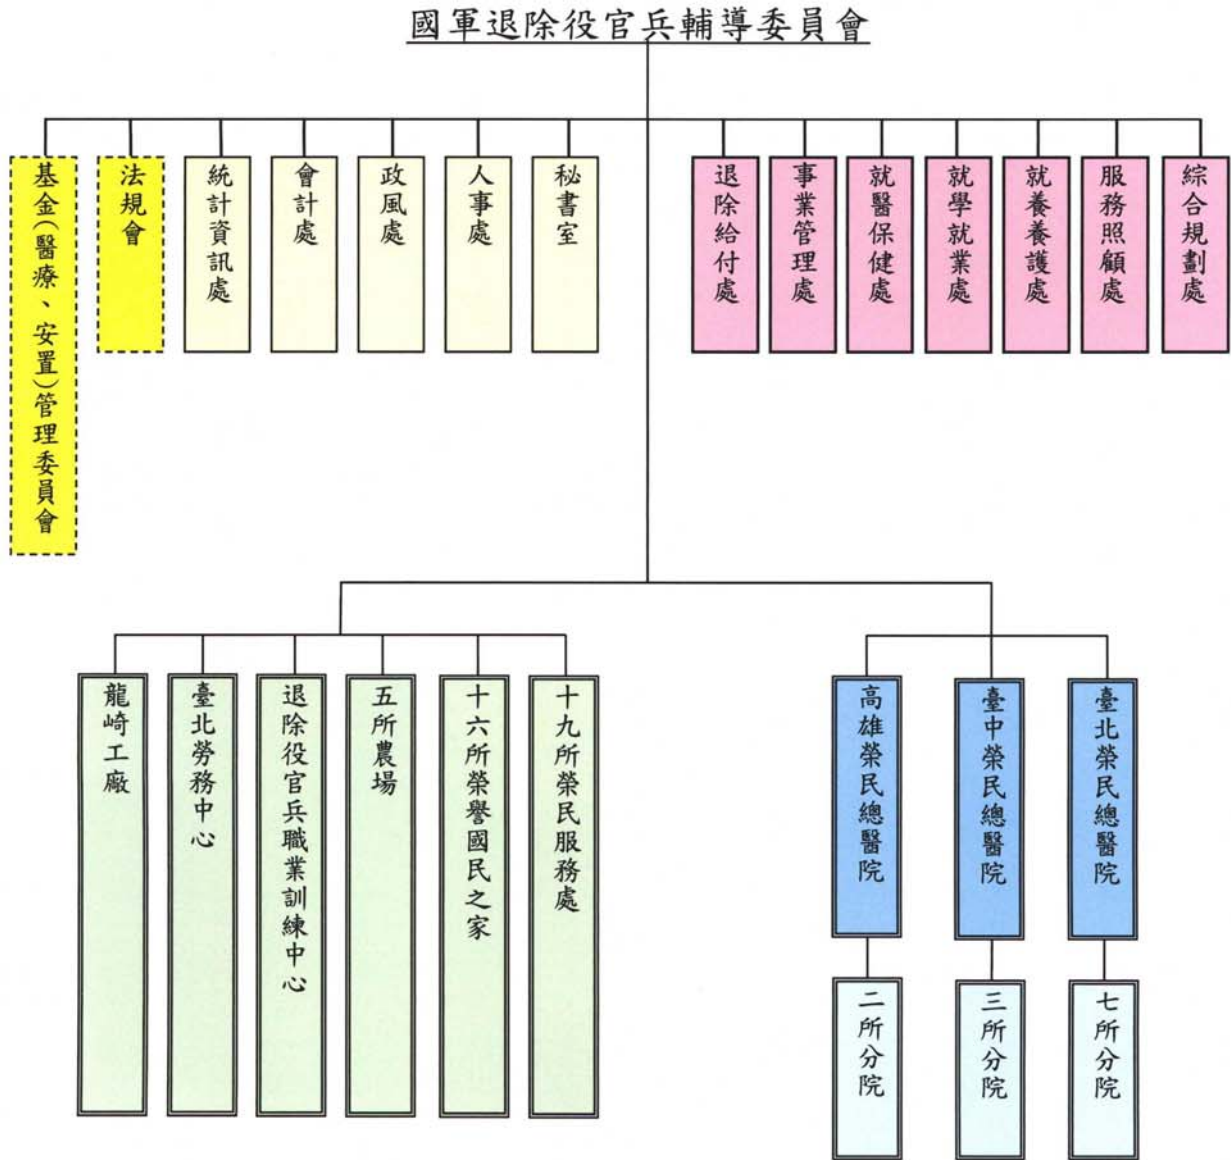 國軍退除役官兵輔導委員會
基金(醫療、安置)管理委員會
法規會
統計資訊處
會計處
政風處
人事處
秘書室
退除給付處
事業管理處
就醫保健處
就學就業處
就養養護處
服務照顧處
綜合規劃處
龍崎工廠
臺北勞務中心
退除役官兵職業訓練中心
五所農場
十六所榮譽國民之家
十九所榮民服務處
高雄榮民總醫院
臺中榮民總醫院
臺北榮民總醫院
二所分院
三所分院
七所分院